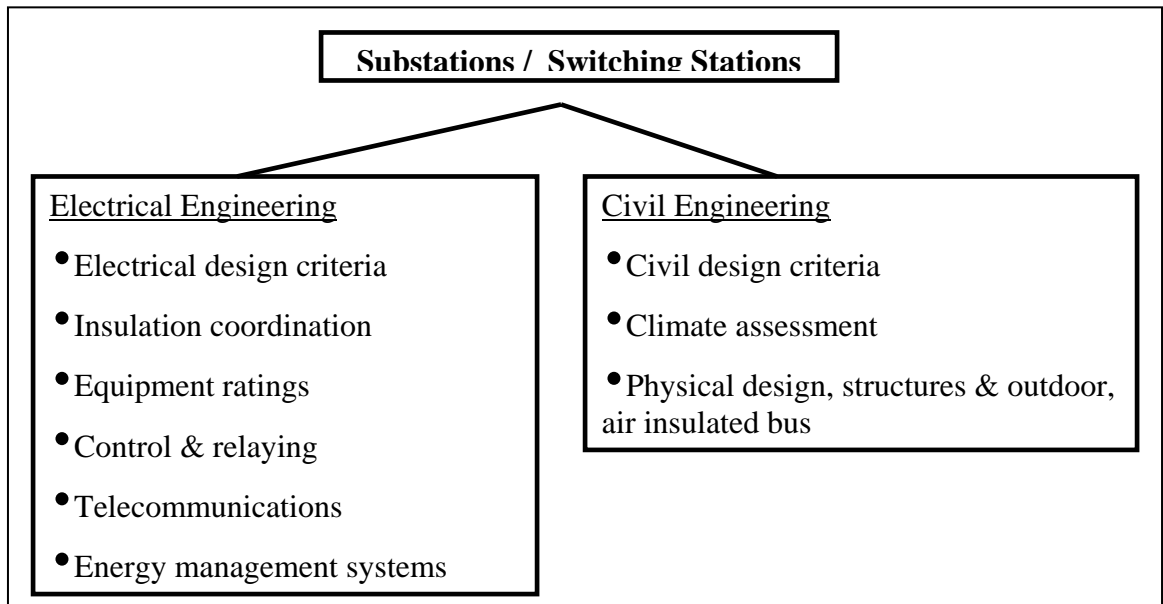 Substations / Switching Stations
Electrical Engineering
•Electrical design criteria
•Insulation coordination
•Equipment ratings
•Control & relaying
•Telecommunications
•Energy management systems
Civil Engineering
•Civil design criteria
•Climate assessment
•Physical design, structures & outdoor,
air insulated bus